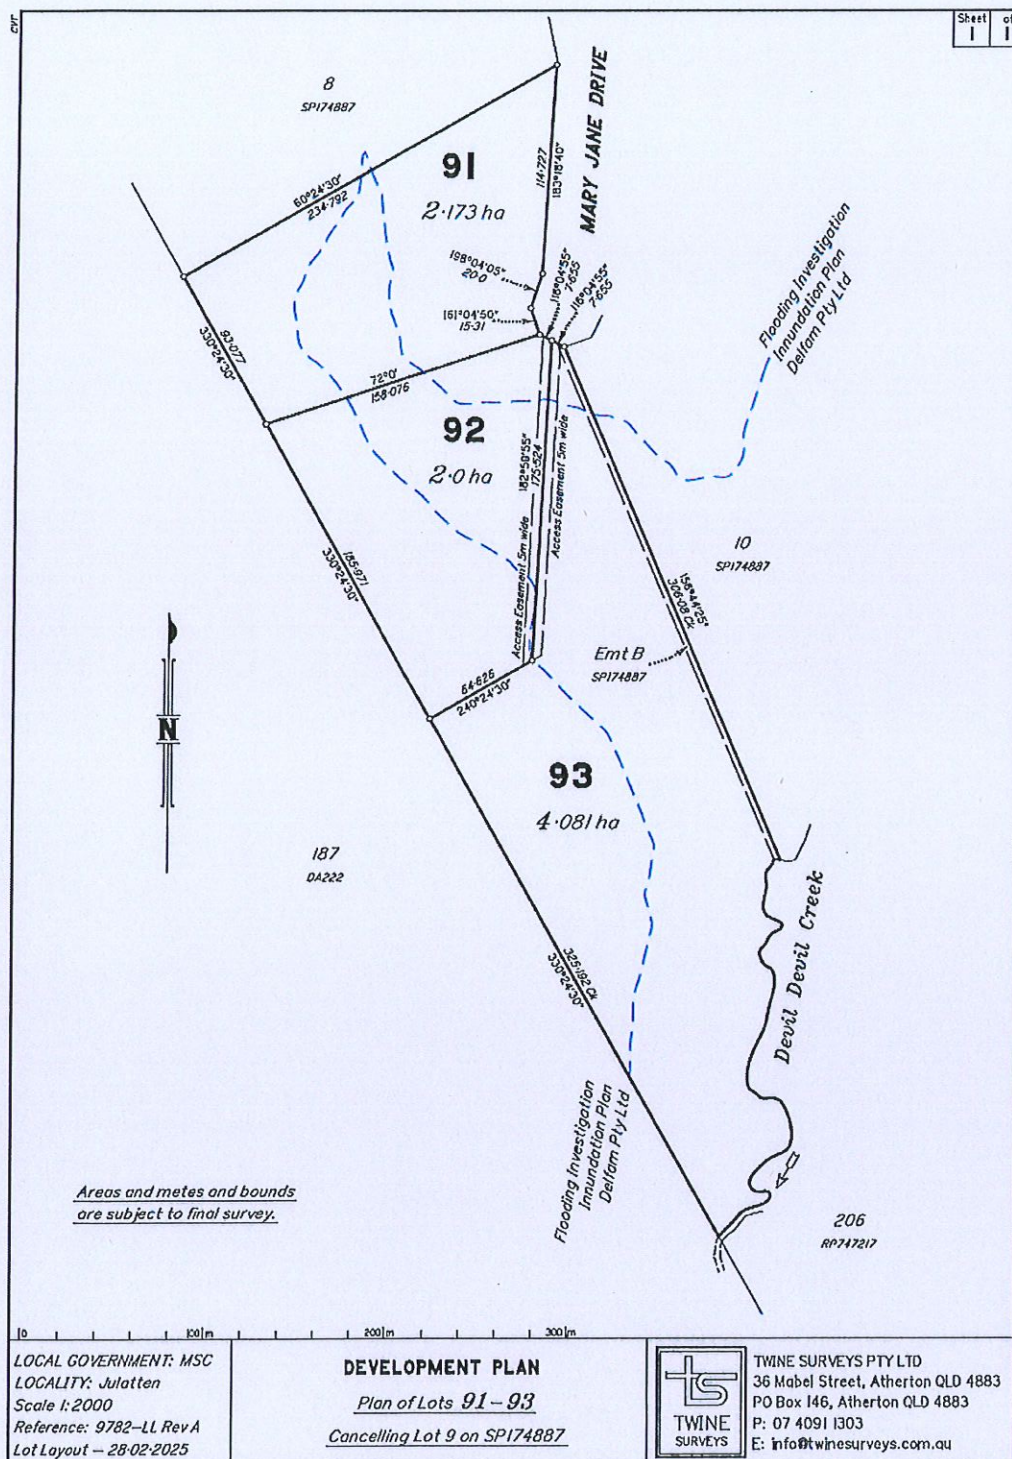 CVT
Sheet of
1 1
8
SP174887
MARY JANE DRIVE
91
2·173 ha
60°24'30"
234·792
114·727
183°18'40"
198°04'05"
20·0
116°04'55"
7·655
116°04'55"
7·655
161°04'50"
15·31
Flooding Investigation
Innundation Plan
Delfam Pty Ltd
93·077
330°24'30"
72°0'
158·076
92
2·0 ha
182°50'55"
175·524
Access Easement 5m wide
Access Easement 5m wide
10
SP174887
185·971
330°24'30"
158°44'25"
306·08 Ck
Emt B
SP174887
64·626
240°24'30"
N
93
4·081 ha
187
DA222
Devil Devil Creek
325·192 Ck
330°24'30"
Flooding Investigation
Innundation Plan
Delfam Pty Ltd
Areas and metes and bounds
are subject to final survey.
206
RP747217
0 100m 200m 300m
LOCAL GOVERNMENT: MSC
LOCALITY: Julatten
Scale 1:2000
Reference: 9782-LL Rev A
Lot Layout - 28·02·2025
DEVELOPMENT PLAN
Plan of Lots 91-93
Cancelling Lot 9 on SP174887
ts
TWINE
SURVEYS
TWINE SURVEYS PTY LTD
36 Mabel Street, Atherton QLD 4883
PO Box 146, Atherton QLD 4883
P: 07 4091 1303
E: info@twinesurveys.com.au